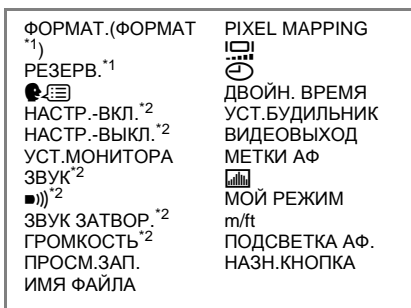 ФОРМАТ.(ФОРМАТ
*1)
РЕЗЕРВ.*1
НАСТР.-ВКЛ.*2
НАСТР.-ВЫКЛ.*2
УСТ.МОНИТОРА
ЗВУК*2
*2
ЗВУК ЗАТВОР.*2
ГРОМКОСТЬ*2
ПРОСМ.ЗАП.
ИМЯ ФАЙЛА
PIXEL MAPPING
ДВОЙН. ВРЕМЯ
УСТ.БУДИЛЬНИК
ВИДЕОВЫХОД
МЕТКИ АФ
МОЙ РЕЖИМ
m/ft
ПОДСВЕТКА АФ.
НАЗН.КНОПКА